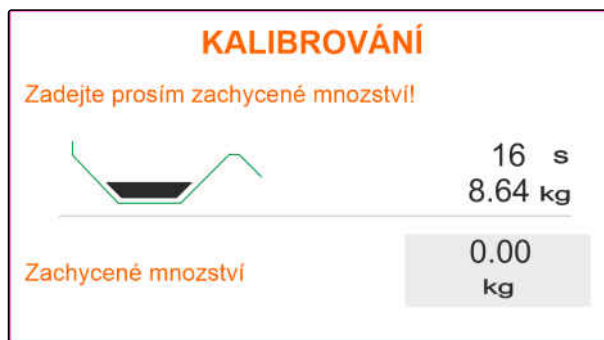 KALIBROVÁNÍ
Zadejte prosím zachycené mnozství!
16 s
8.64 kg
Zachycené mnozství
0.00
kg